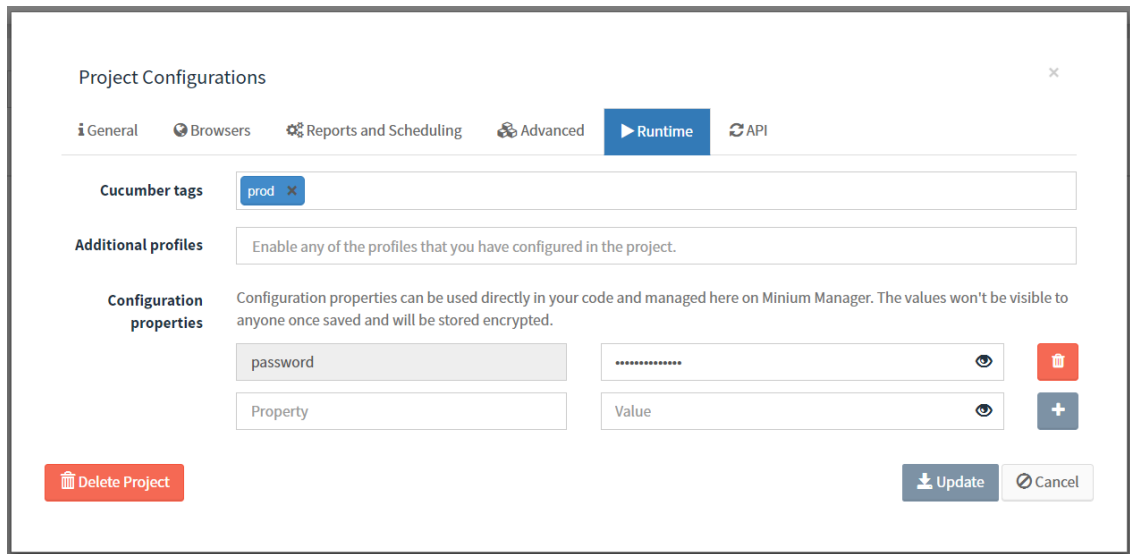 Project Configurations ×
General Browsers Reports and Scheduling Advanced Runtime API
Cucumber tags prod ×
Additional profiles Enable any of the profiles that you have configured in the project.
Configuration properties
Configuration properties can be used directly in your code and managed here on Minium Manager. The values won't be visible to
anyone once saved and will be stored encrypted.
password ••••••••••••••
Property Value
Delete Project Update Cancel